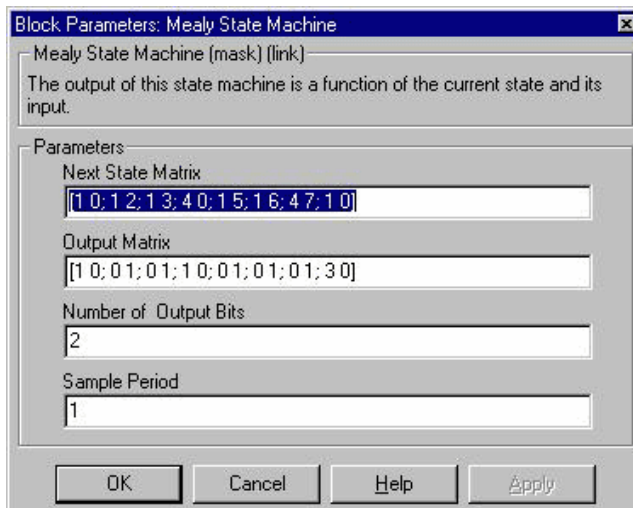 Block Parameters: Mealy State Machine
Mealy State Machine (mask) (link)
The output of this state machine is a function of the current state and its
input.
Parameters
Next State Matrix
[1 0; 1 2; 1 3; 4 0; 1 5; 1 6; 4 7; 1 0]
Output Matrix
[1 0; 0 1; 0 1; 1 0; 0 1; 0 1; 0 1; 3 0]
Number of Output Bits
2
Sample Period
1
OK
Cancel
Help
Apply